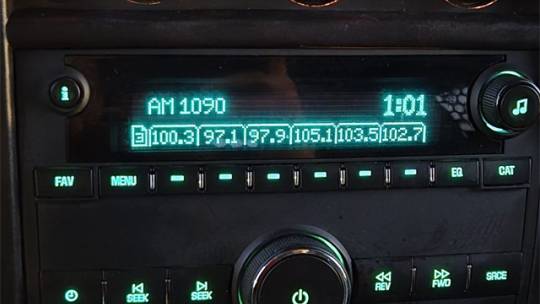 AM 1090 1:01
3 100.3 97.1 97.9 105.1 103.5 102.7
FAV MENU EQ CAT
SEEK SEEK REV FWD SRCE